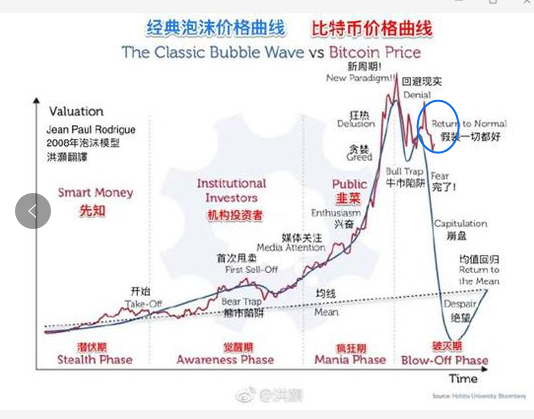 经典泡沫价格曲线 比特币价格曲线
The Classic Bubble Wave vs Bitcoin Price
Valuation
Jean Paul Rodrigue
2008年泡沫模型
洪灝翻譯
新周期!
New Paradigm!!
回避现实
Denial
狂热
Delusion
Return to Normal
假装一切都好
贪婪
Greed
Bull Trap
牛市陷阱
Fear
完了!
Smart Money
先知
Institutional
Investors
机构投资者
Public
韭菜
Enthusiasm
兴奋
媒体关注
Media Attention
Capitulation
崩盘
首次甩卖
First Sell-Off
均值回归
Return to
the Mean
开始
Take-Off
Bear Trap
熊市陷阱
均线
Mean
Despair
绝望
潜伏期
Stealth Phase
觉醒期
Awareness Phase
疯狂期
Mania Phase
破灭期
Blow-Off Phase
Time
Source: Hofstra University Bloomberg
@洪灝